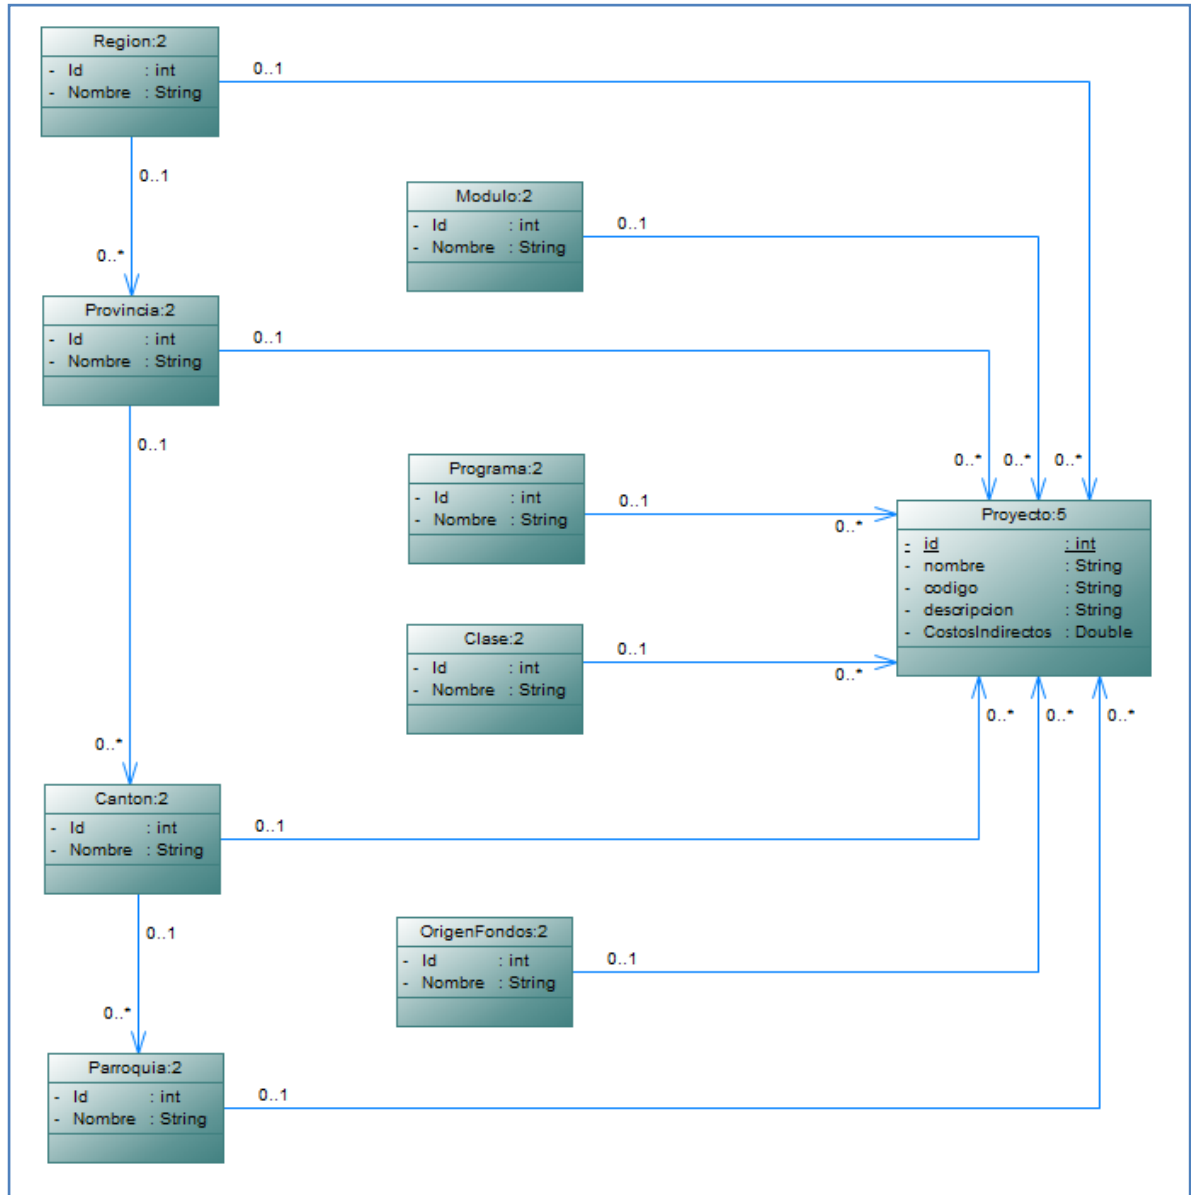 Region:2
- Id : int
- Nombre : String
0..1
0..1
0..*
Modulo:2
- Id : int
- Nombre : String
0..1
Provincia:2
- Id : int
- Nombre : String
0..1
0..1
0..* 0..* 0..*
Programa:2
- Id : int
- Nombre : String
0..1
0..*
Proyecto:5
- id : int
- nombre : String
- codigo : String
- descripcion : String
- CostosIndirectos : Double
Clase:2
- Id : int
- Nombre : String
0..1
0..*
0..* 0..* 0..*
0..*
Canton:2
- Id : int
- Nombre : String
0..1
0..1
OrigenFondos:2
- Id : int
- Nombre : String
0..1
0..*
Parroquia:2
- Id : int
- Nombre : String
0..1